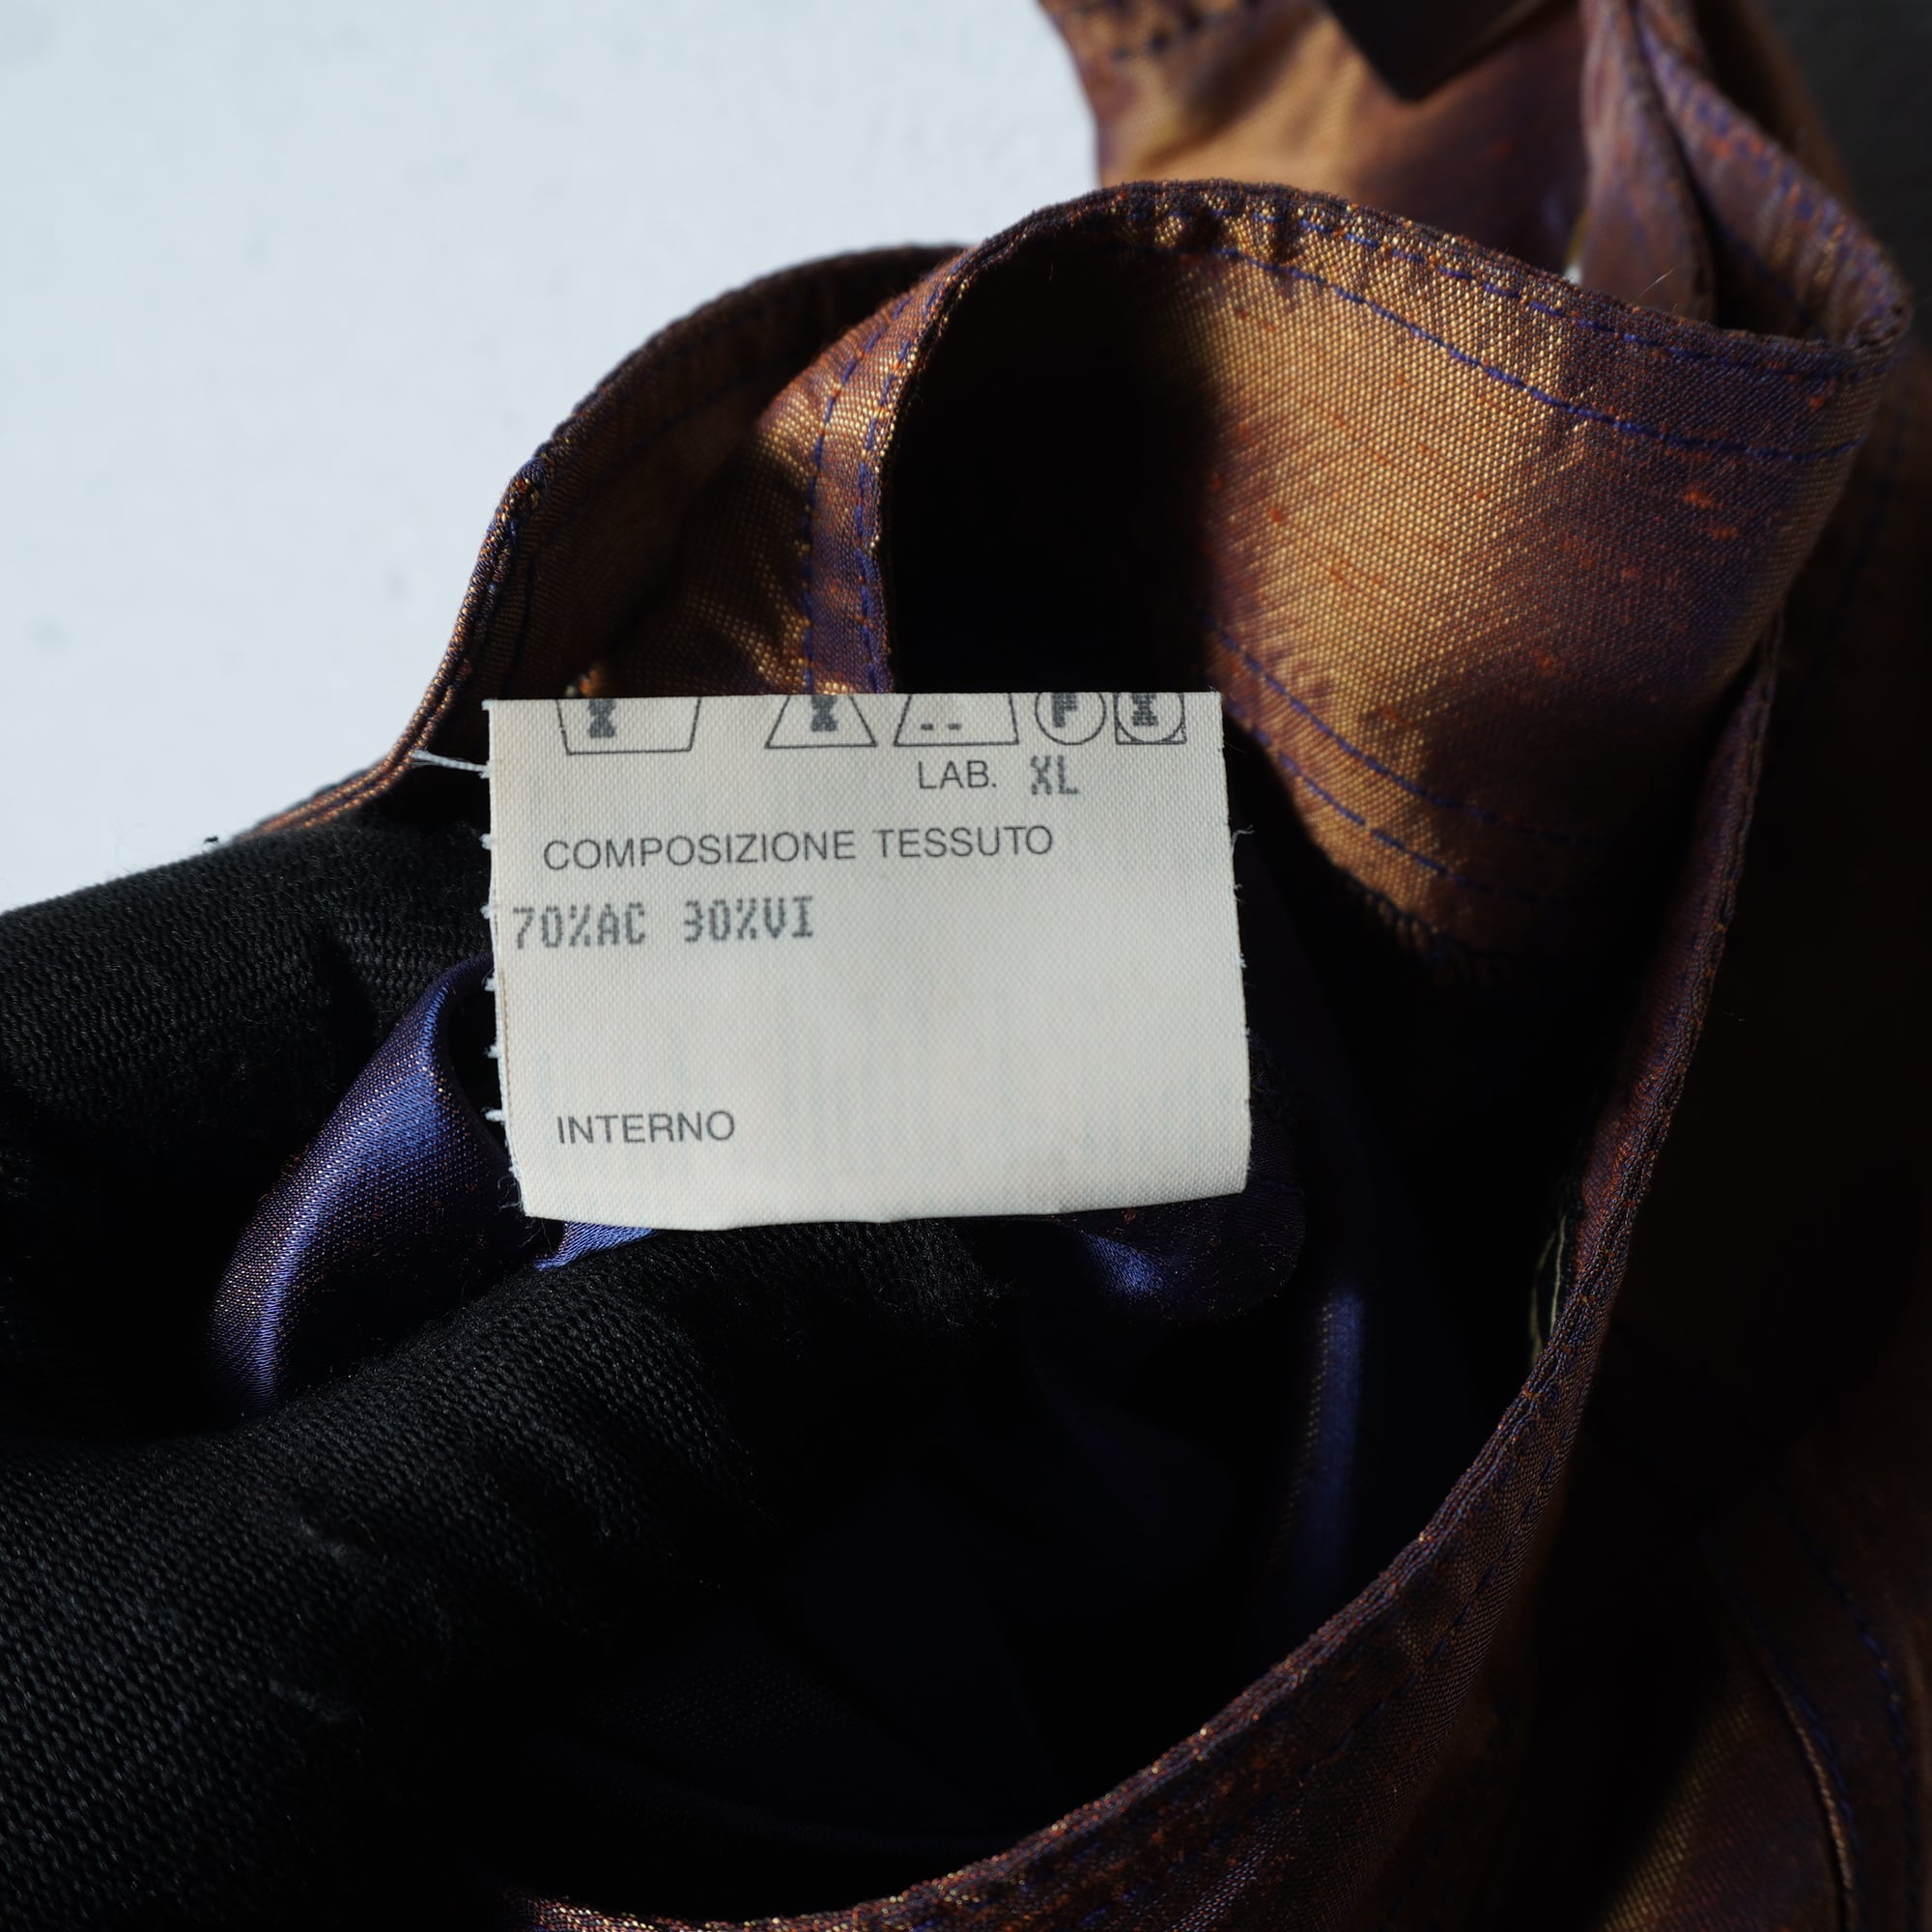 X X -- P X
LAB. XL
COMPOSIZIONE TESSUTO
70%AC 30%VI
INTERNO